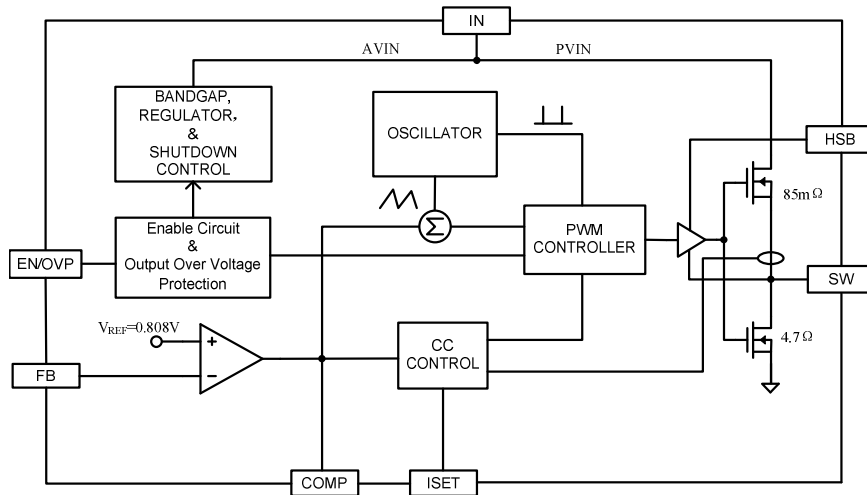 IN
AVIN
PVIN
BANDGAP,
REGULATOR,
&
SHUTDOWN
CONTROL
OSCILLATOR
HSB
85mΩ
Σ
PWM
CONTROLLER
Enable Circuit
&
Output Over Voltage
Protection
EN/OVP
SW
VREF=0.808V
+
−
CC
CONTROL
4.7Ω
FB
COMP
ISET